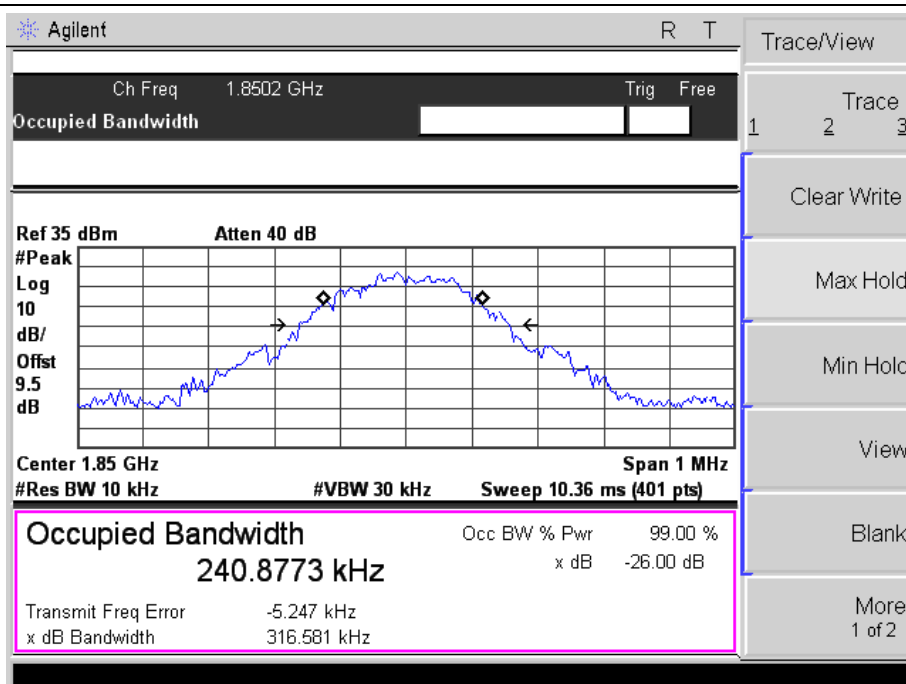 Agilent R T
Trace/View
Ch Freq 1.8502 GHz Trig Free
Occupied Bandwidth
Trace
1 2 3
Clear Write
Max Hold
Min Hold
View
Blank
More
1 of 2
Ref 35 dBm Atten 40 dB
#Peak
Log
10
dB/
Offst
9.5
dB
Center 1.85 GHz Span 1 MHz
#Res BW 10 kHz #VBW 30 kHz Sweep 10.36 ms (401 pts)
Occupied Bandwidth
240.8773 kHz
Occ BW % Pwr 99.00 %
x dB -26.00 dB
Transmit Freq Error -5.247 kHz
x dB Bandwidth 316.581 kHz